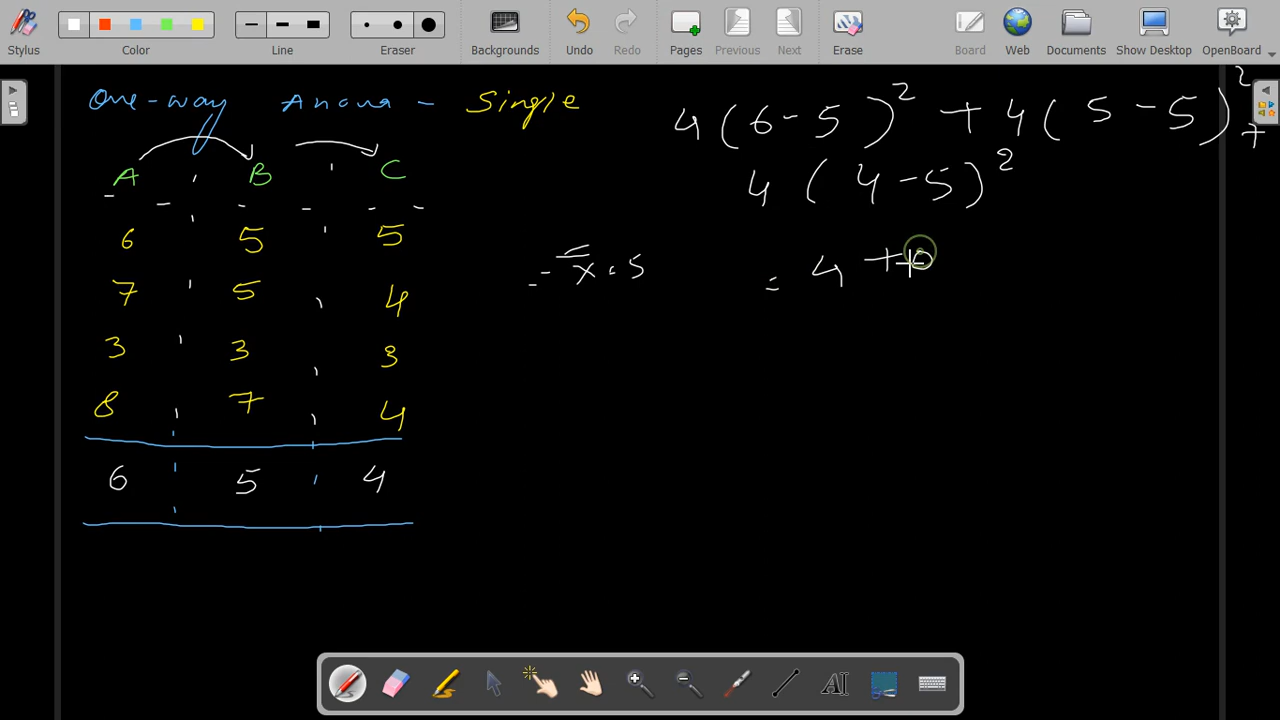 Stylus Color Line Eraser Backgrounds Undo Redo Pages Previous Next Erase Board Web Documents Show Desktop OpenBoard
One-way Anova - Single
A B C
6 5 5
7 5 4
3 3 3
8 7 4
6 5 4
4(6-5)² + 4(5-5)² +
4(4-5)²
x̿ = 5
= 4 + 0
AI